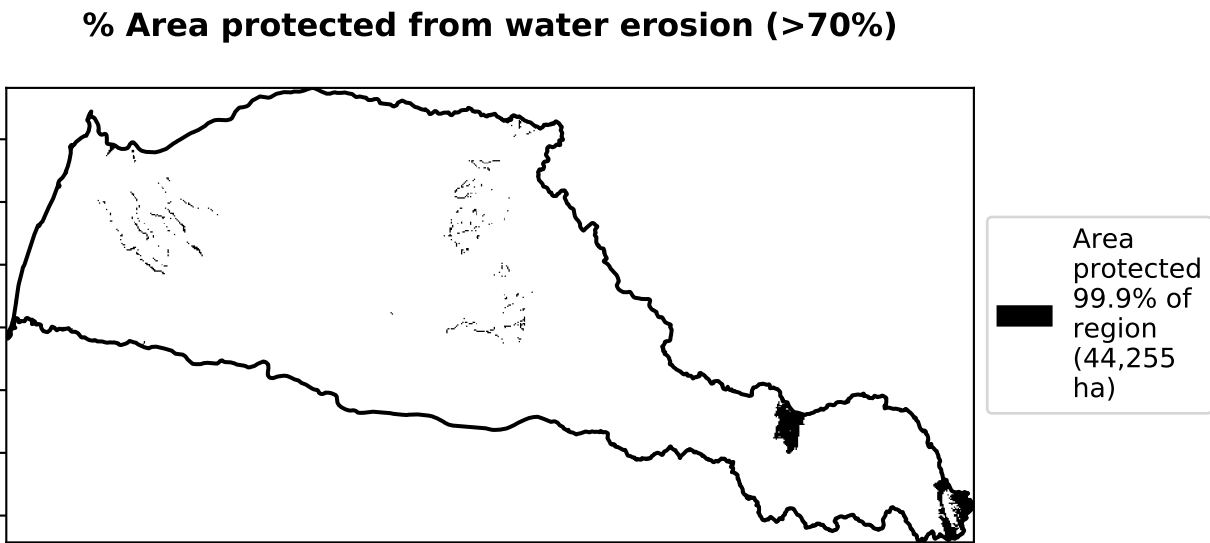 % Area protected from water erosion (>70%)
Area
protected
99.9% of
region
(44,255
ha)